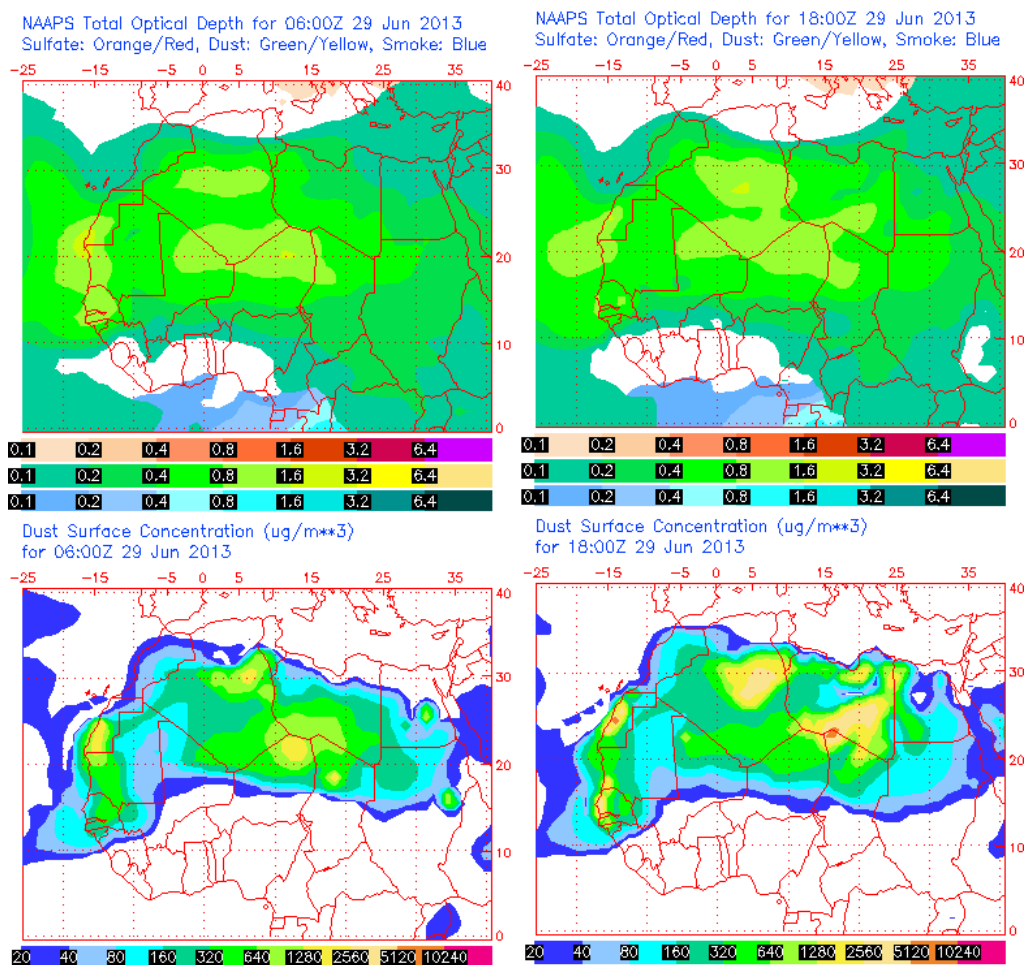 NAAPS Total Optical Depth for 06:00Z 29 Jun 2013
Sulfate: Orange/Red, Dust: Green/Yellow, Smoke: Blue
-25 -15 -5 0 5 15 25 35
40
30
20
10
0
0.1 0.2 0.4 0.8 1.6 3.2 6.4
0.1 0.2 0.4 0.8 1.6 3.2 6.4
0.1 0.2 0.4 0.8 1.6 3.2 6.4
NAAPS Total Optical Depth for 18:00Z 29 Jun 2013
Sulfate: Orange/Red, Dust: Green/Yellow, Smoke: Blue
-25 -15 -5 0 5 15 25 35
40
30
20
10
0
0.1 0.2 0.4 0.8 1.6 3.2 6.4
0.1 0.2 0.4 0.8 1.6 3.2 6.4
0.1 0.2 0.4 0.8 1.6 3.2 6.4
Dust Surface Concentration (ug/m**3)
for 06:00Z 29 Jun 2013
-25 -15 -5 0 5 15 25 35
40
30
20
10
0
20 40 80 160 320 640 1280 2560 5120 10240
Dust Surface Concentration (ug/m**3)
for 18:00Z 29 Jun 2013
-25 -15 -5 0 5 15 25 35
40
30
20
10
0
20 40 80 160 320 640 1280 2560 5120 10240